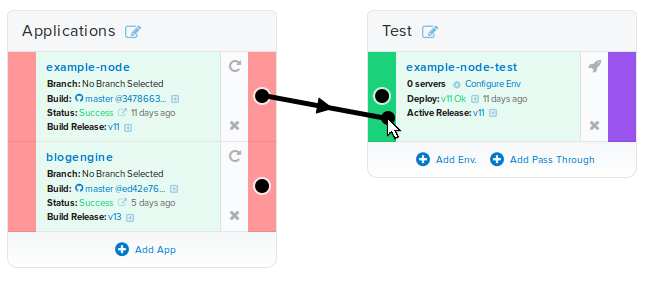 Applications
example-node
Branch: No Branch Selected
Build: master @3478663...
Status: Success 11 days ago
Build Release: v11
blogengine
Branch: No Branch Selected
Build: master @ed42e76...
Status: Success 5 days ago
Build Release: v13
Add App
Test
example-node-test
0 servers Configure Env
Deploy: v11 Ok 11 days ago
Active Release: v11
Add Env. Add Pass Through